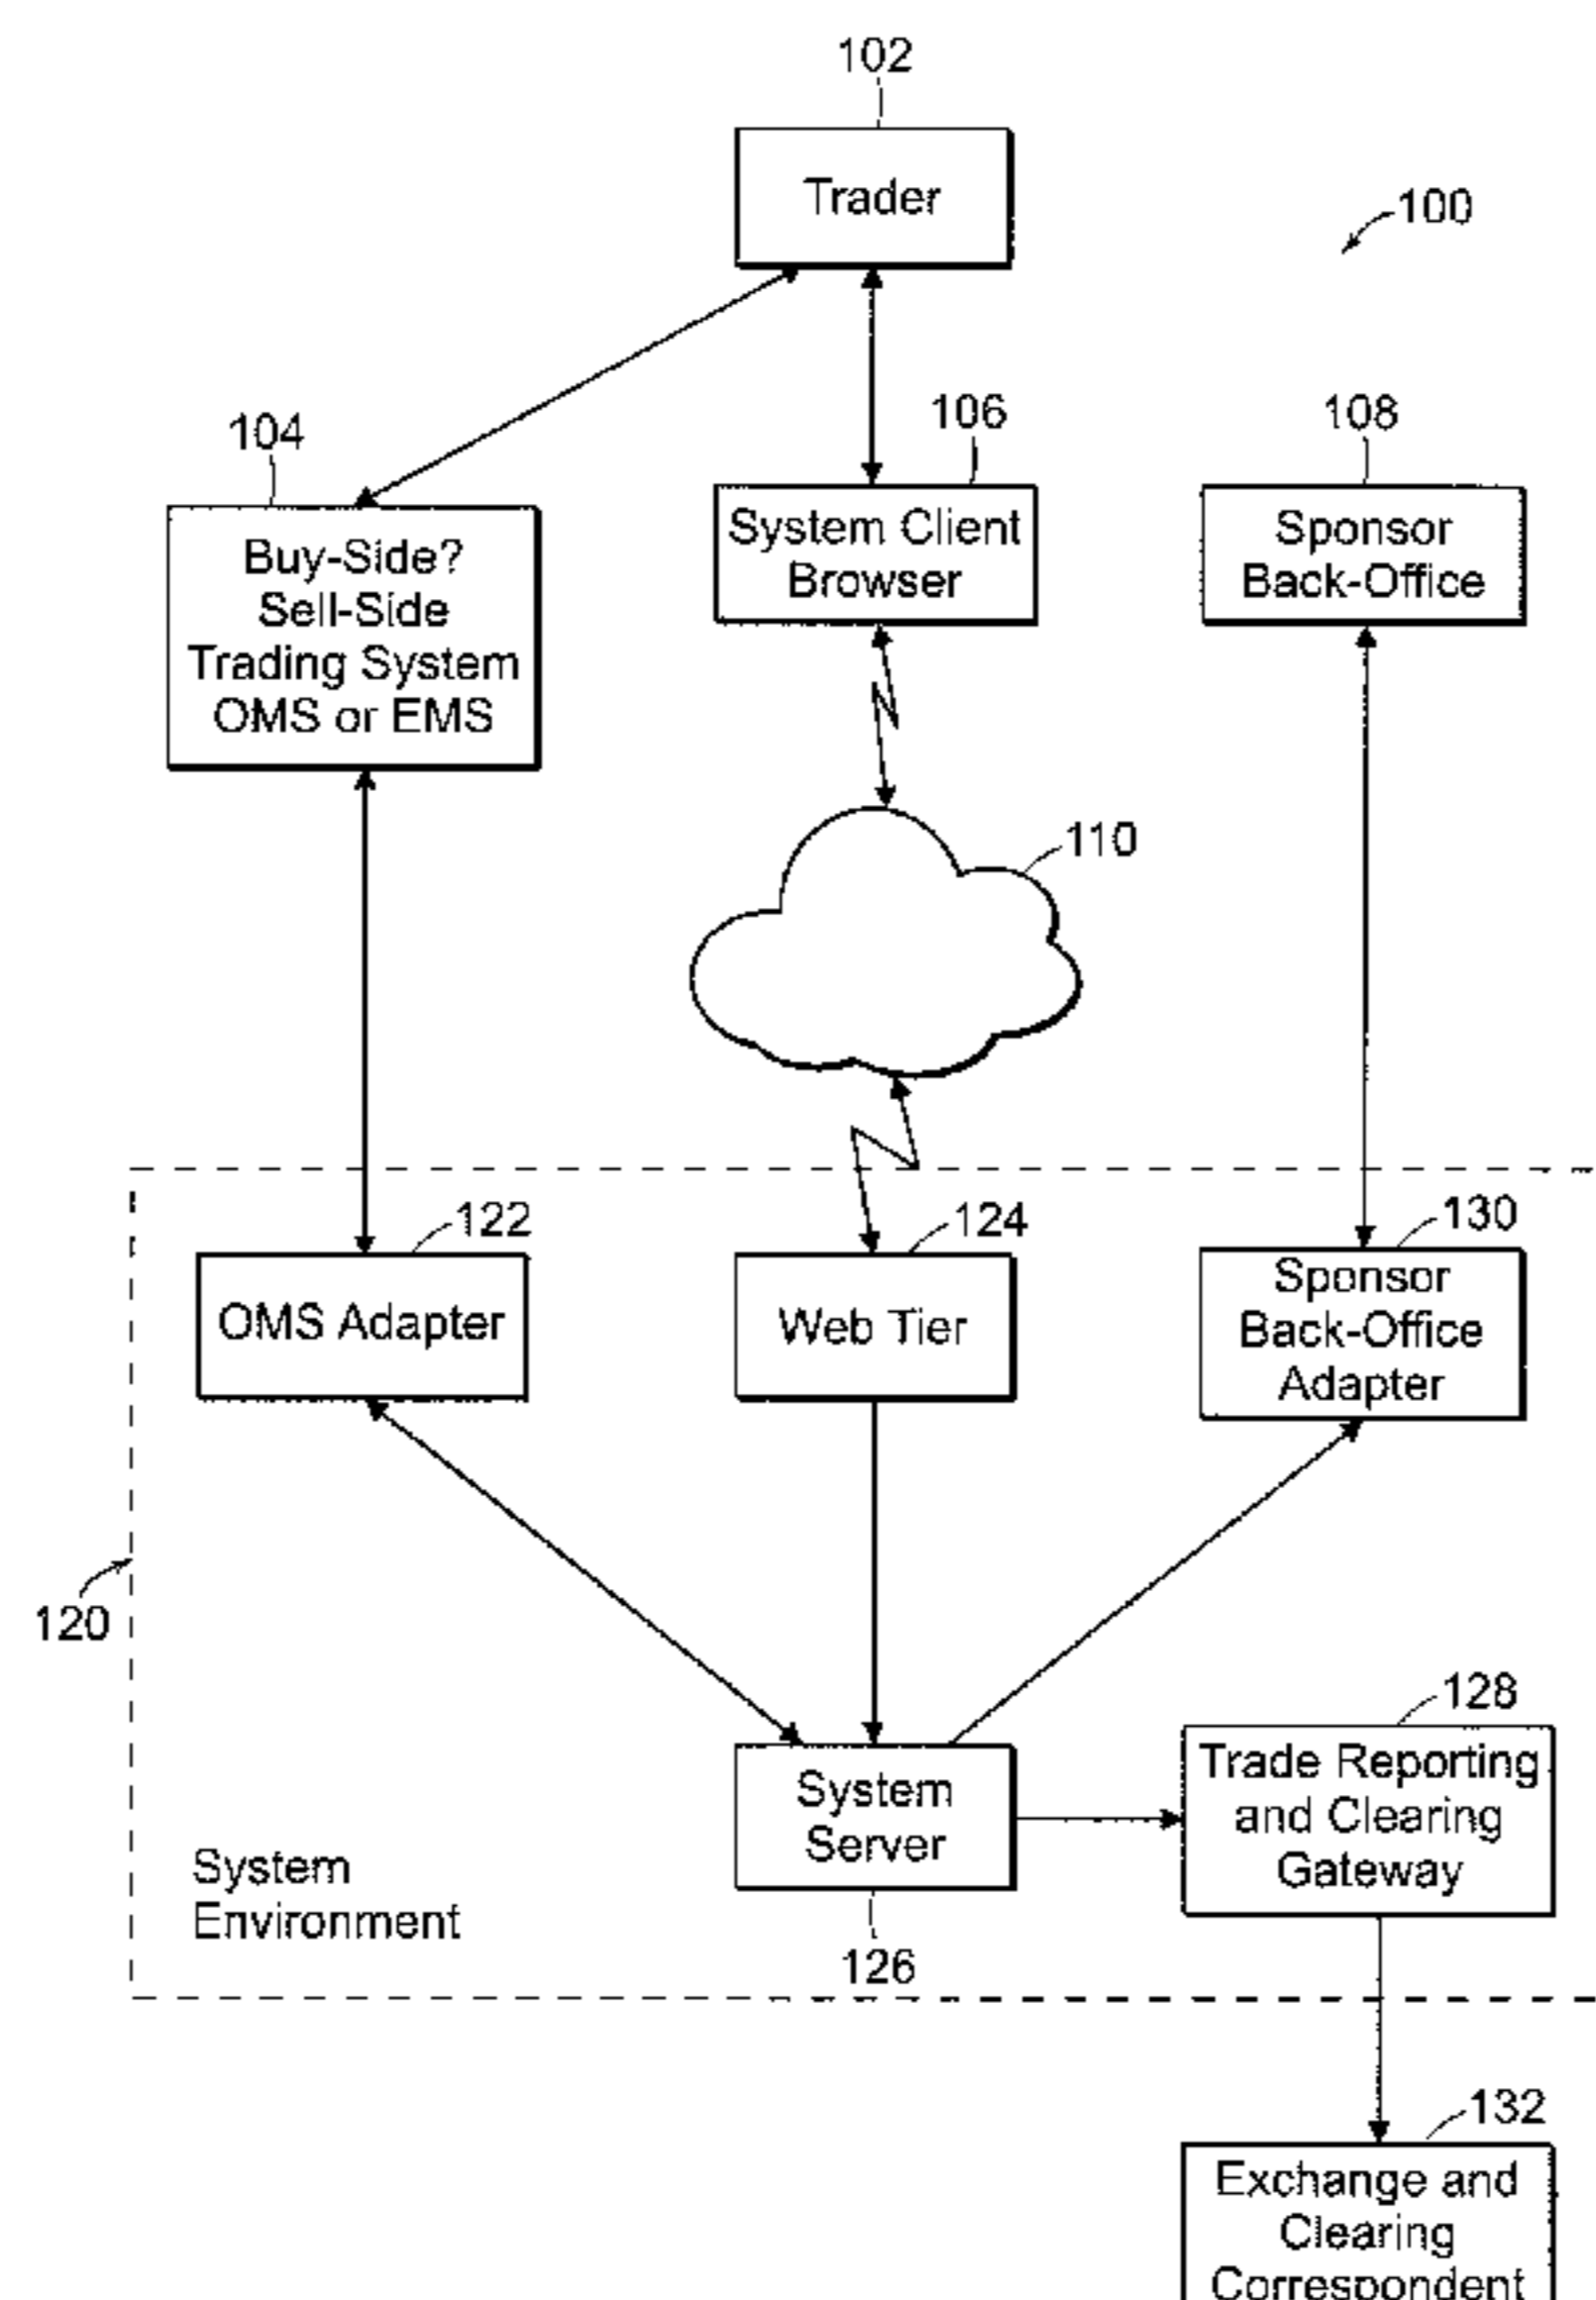 102
Trader
100
104
106
108
Buy-Side?
Sell-Side
Trading System
OMS or EMS
System Client
Browser
Sponsor
Back-Office
110
122
124
130
OMS Adapter
Web Tier
Sponsor
Back-Office
Adapter
120
128
System
Server
Trade Reporting
and Clearing
Gateway
System
Environment
126
132
Exchange and
Clearing
Correspondent